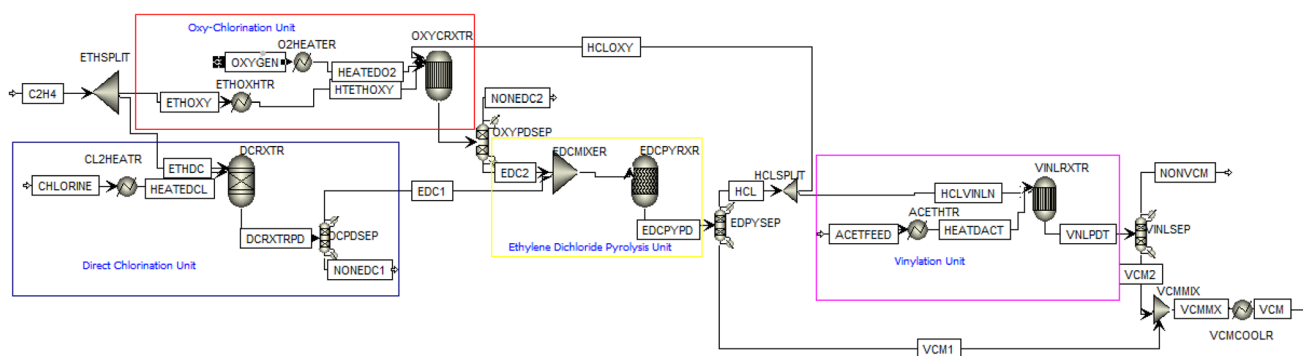 Oxy-Chlorination Unit
O2HEATER
OXYCRXTR
HCLOXY
ETHSPLIT
OXYGEN
HEATEDO2
C2H4
ETHOXHTR
HTETHOXY
ETHOXY
NONEDC2
OXYPDSEP
CL2HEATR
DCRXTR
ETHDC
EDC2
EDCMIXER
EDCPYRXR
VINLRXTR
CHLORINE
HEATEDCL
EDC1
HCL
HCLSPLIT
HCLVINLN
NONVCM
DCRXTRPD
DCPDSEP
EDCPYPD
EDPYSEP
ACETHTR
ACETFEED
HEATDACT
VNLPDT
VINLSEP
Ethylene Dichloride Pyrolysis Unit
Direct Chlorination Unit
NONEDC1
Vinylation Unit
VCM2
VCMMIX
VCMMX
VCM
VCMCOOLR
VCM1